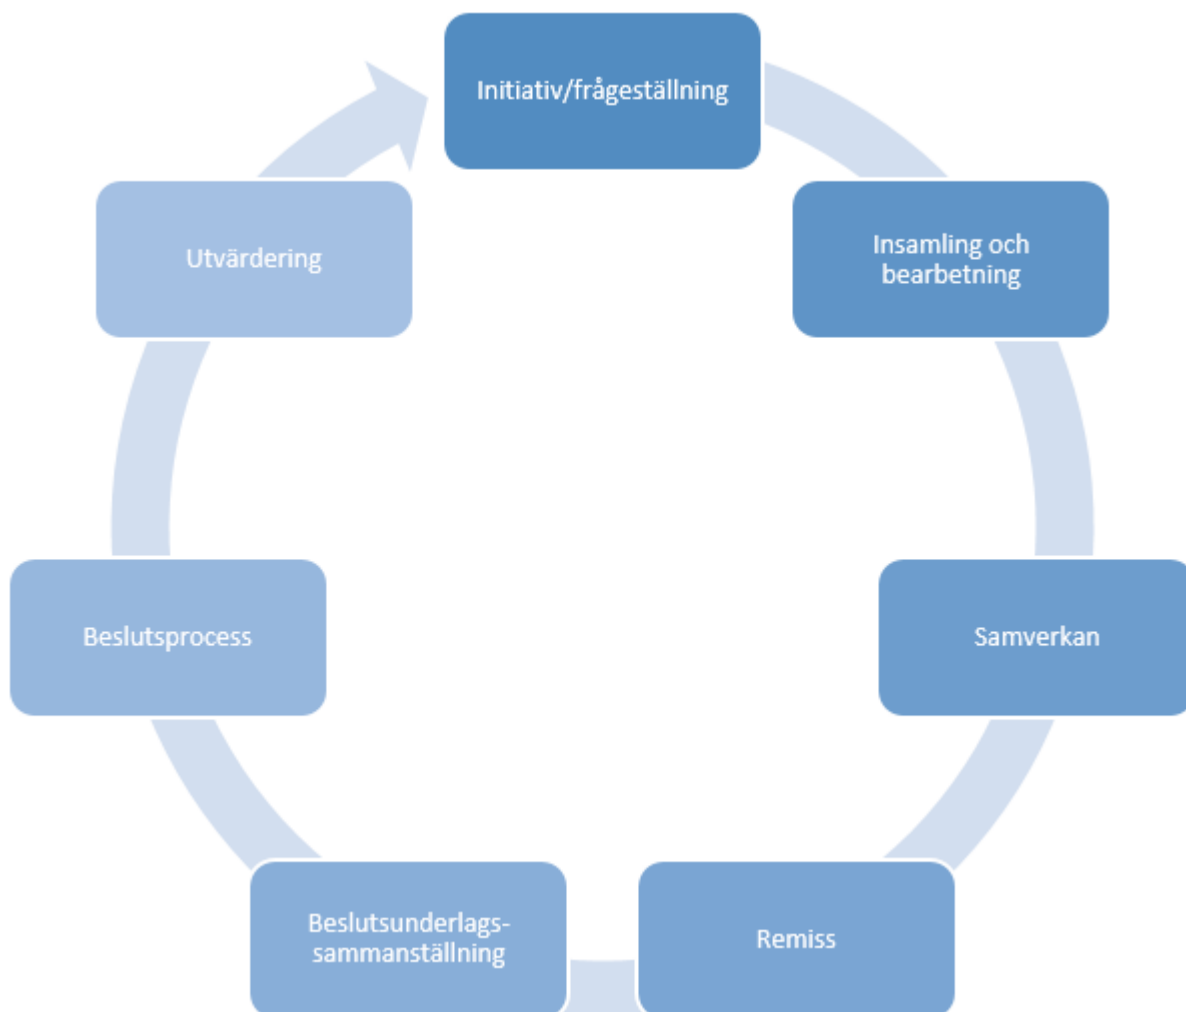 Initiativ/frågeställning
Insamling och
bearbetning
Samverkan
Remiss
Beslutsunderlags-
sammanställning
Beslutsprocess
Utvärdering